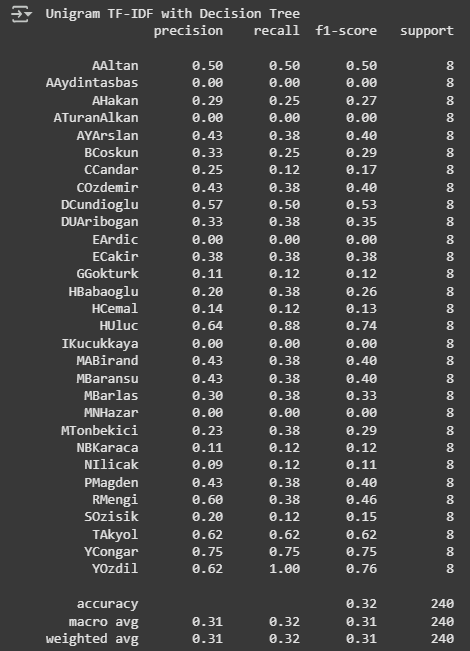 Unigram TF-IDF with Decision Tree
precision recall f1-score support
AAltan 0.50 0.50 0.50 8
AAydintasbas 0.00 0.00 0.00 8
AHakan 0.29 0.25 0.27 8
ATuranAlkan 0.00 0.00 0.00 8
AYArslan 0.43 0.38 0.40 8
BCoskun 0.33 0.25 0.29 8
CCandar 0.25 0.12 0.17 8
COzdemir 0.43 0.38 0.40 8
DCundioglu 0.57 0.50 0.53 8
DUAribogan 0.33 0.38 0.35 8
EArdic 0.00 0.00 0.00 8
ECakir 0.38 0.38 0.38 8
GGokturk 0.11 0.12 0.12 8
HBabaoglu 0.20 0.38 0.26 8
HCemal 0.14 0.12 0.13 8
HUluc 0.64 0.88 0.74 8
IKucukkaya 0.00 0.00 0.00 8
MABirand 0.43 0.38 0.40 8
MBaransu 0.43 0.38 0.40 8
MBarlas 0.30 0.38 0.33 8
MNHazar 0.00 0.00 0.00 8
MTonbekici 0.23 0.38 0.29 8
NBKaraca 0.11 0.12 0.12 8
NIlicak 0.09 0.12 0.11 8
PMagden 0.43 0.38 0.40 8
RMengi 0.60 0.38 0.46 8
SOzisik 0.20 0.12 0.15 8
TAkyol 0.62 0.62 0.62 8
YCongar 0.75 0.75 0.75 8
YOzdil 0.62 1.00 0.76 8
accuracy 0.32 240
macro avg 0.31 0.32 0.31 240
weighted avg 0.31 0.32 0.31 240